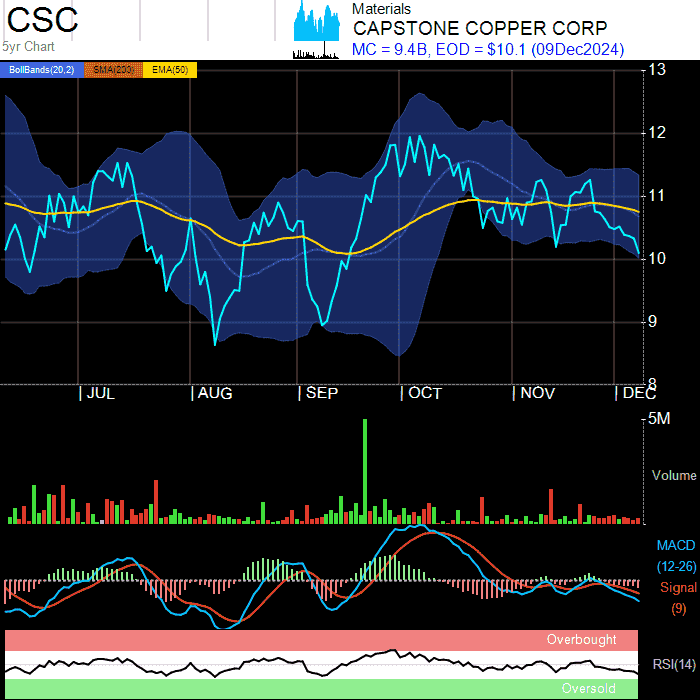 CSC
5yr Chart
Materials
CAPSTONE COPPER CORP
MC = 9.4B, EOD = $10.1 (09Dec2024)
BollBands(20,2) SMA(200) EMA(50)
13
12
11
10
9
8
JUL AUG SEP OCT NOV DEC
5M
Volume
MACD
(12-26)
Signal
(9)
Overbought
RSI(14)
Oversold